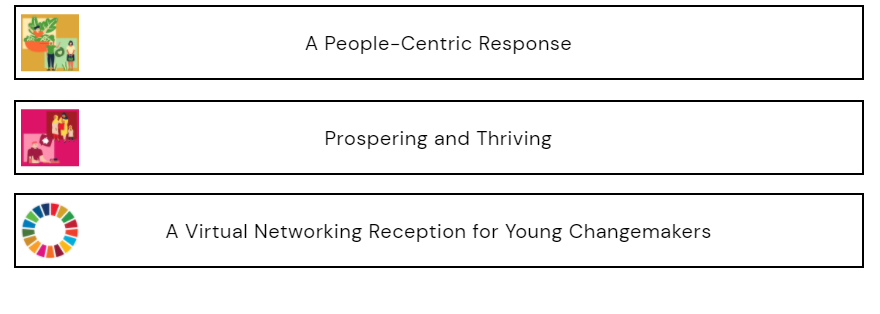 A People-Centric Response
Prospering and Thriving
A Virtual Networking Reception for Young Changemakers